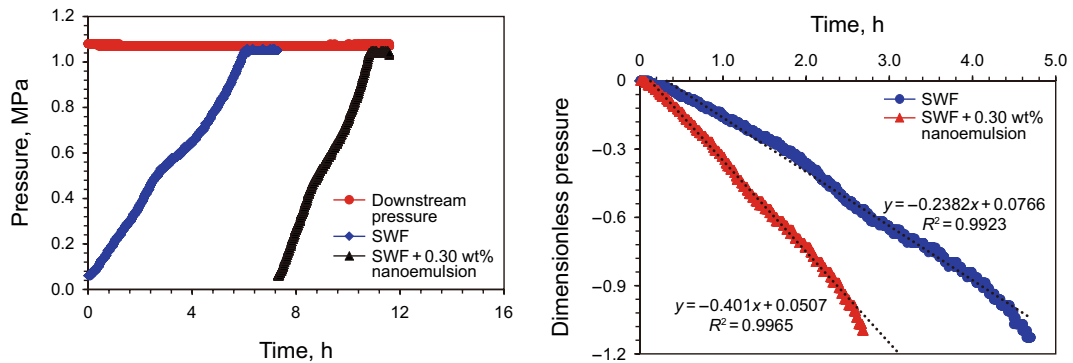 1.2
1.0
0.8
0.6
0.4
0.2
0.0
Pressure, MPa
0
4
8
12
16
Time, h
Downstream
pressure
SWF
SWF + 0.30 wt%
nanoemulsion
Time, h
0
1.0
2.0
3.0
4.0
5.0
0
−0.3
−0.6
−0.9
−1.2
Dimensionless pressure
SWF
SWF + 0.30 wt%
nanoemulsion
y = −0.2382x + 0.0766
R² = 0.9923
y = −0.401x + 0.0507
R² = 0.9965